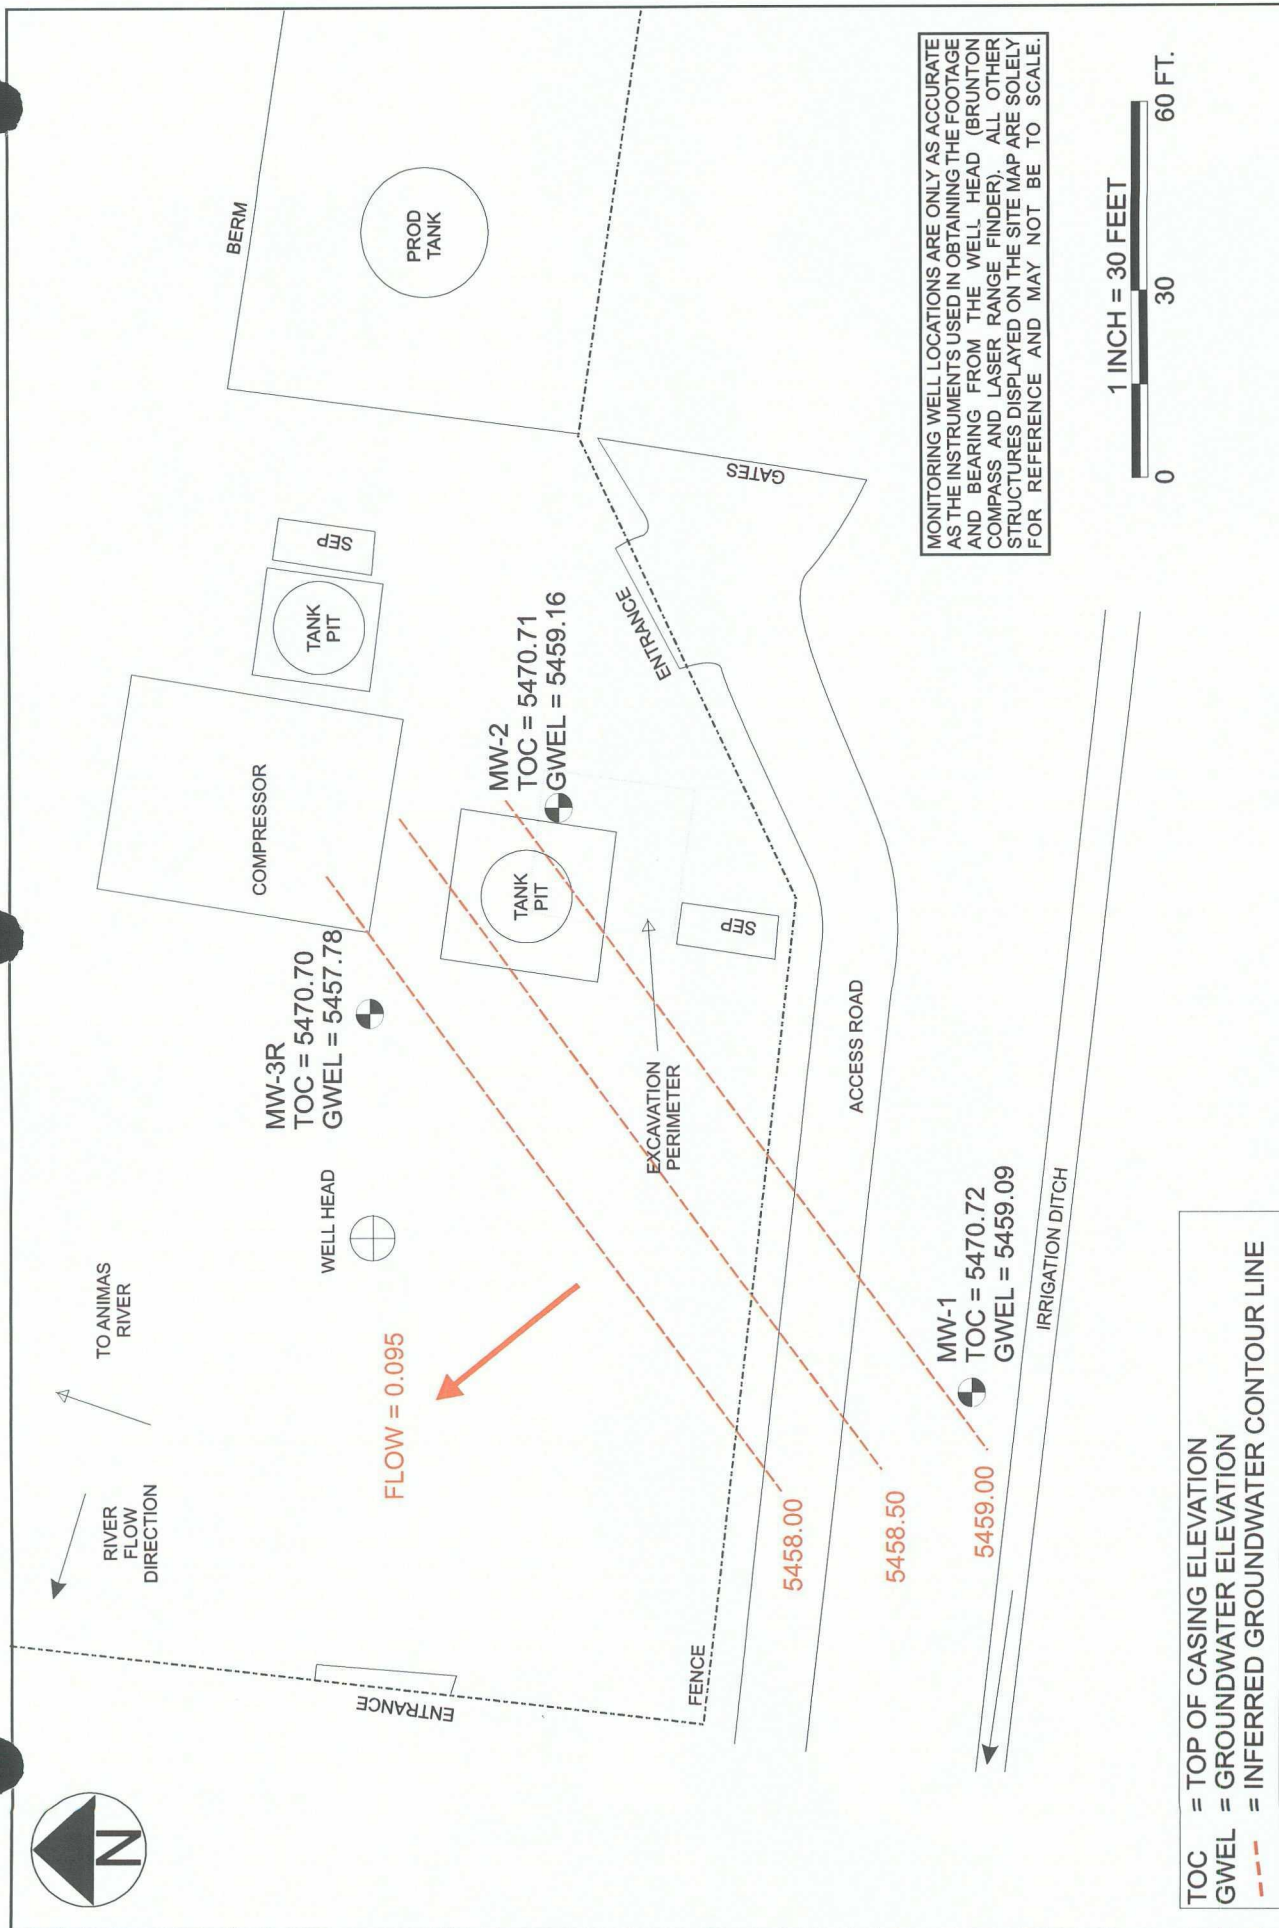 N
RIVER
FLOW
DIRECTION
TO ANIMAS
RIVER
BERM
PROD
TANK
COMPRESSOR
TANK
PIT
SEP
MW-3R
TOC = 5470.70
GWEL = 5457.78
WELL HEAD
FLOW = 0.095
ENTRANCE
MW-2
TOC = 5470.71
GWEL = 5459.16
TANK
PIT
ENTRANCE
GATES
SEP
EXCAVATION
PERIMETER
FENCE
ACCESS ROAD
5458.00
5458.50
5459.00
MW-1
TOC = 5470.72
GWEL = 5459.09
IRRIGATION DITCH
MONITORING WELL LOCATIONS ARE ONLY AS ACCURATE
AS THE INSTRUMENTS USED IN OBTAINING THE FOOTAGE
AND BEARING FROM THE WELL HEAD (BRUNTON
COMPASS AND LASER RANGE FINDER). ALL OTHER
STRUCTURES DISPLAYED ON THE SITE MAP ARE SOLELY
FOR REFERENCE AND MAY NOT BE TO SCALE.
1 INCH = 30 FEET
0 30 60 FT.
TOC = TOP OF CASING ELEVATION
GWEL = GROUNDWATER ELEVATION
--- = INFERRED GROUNDWATER CONTOUR LINE